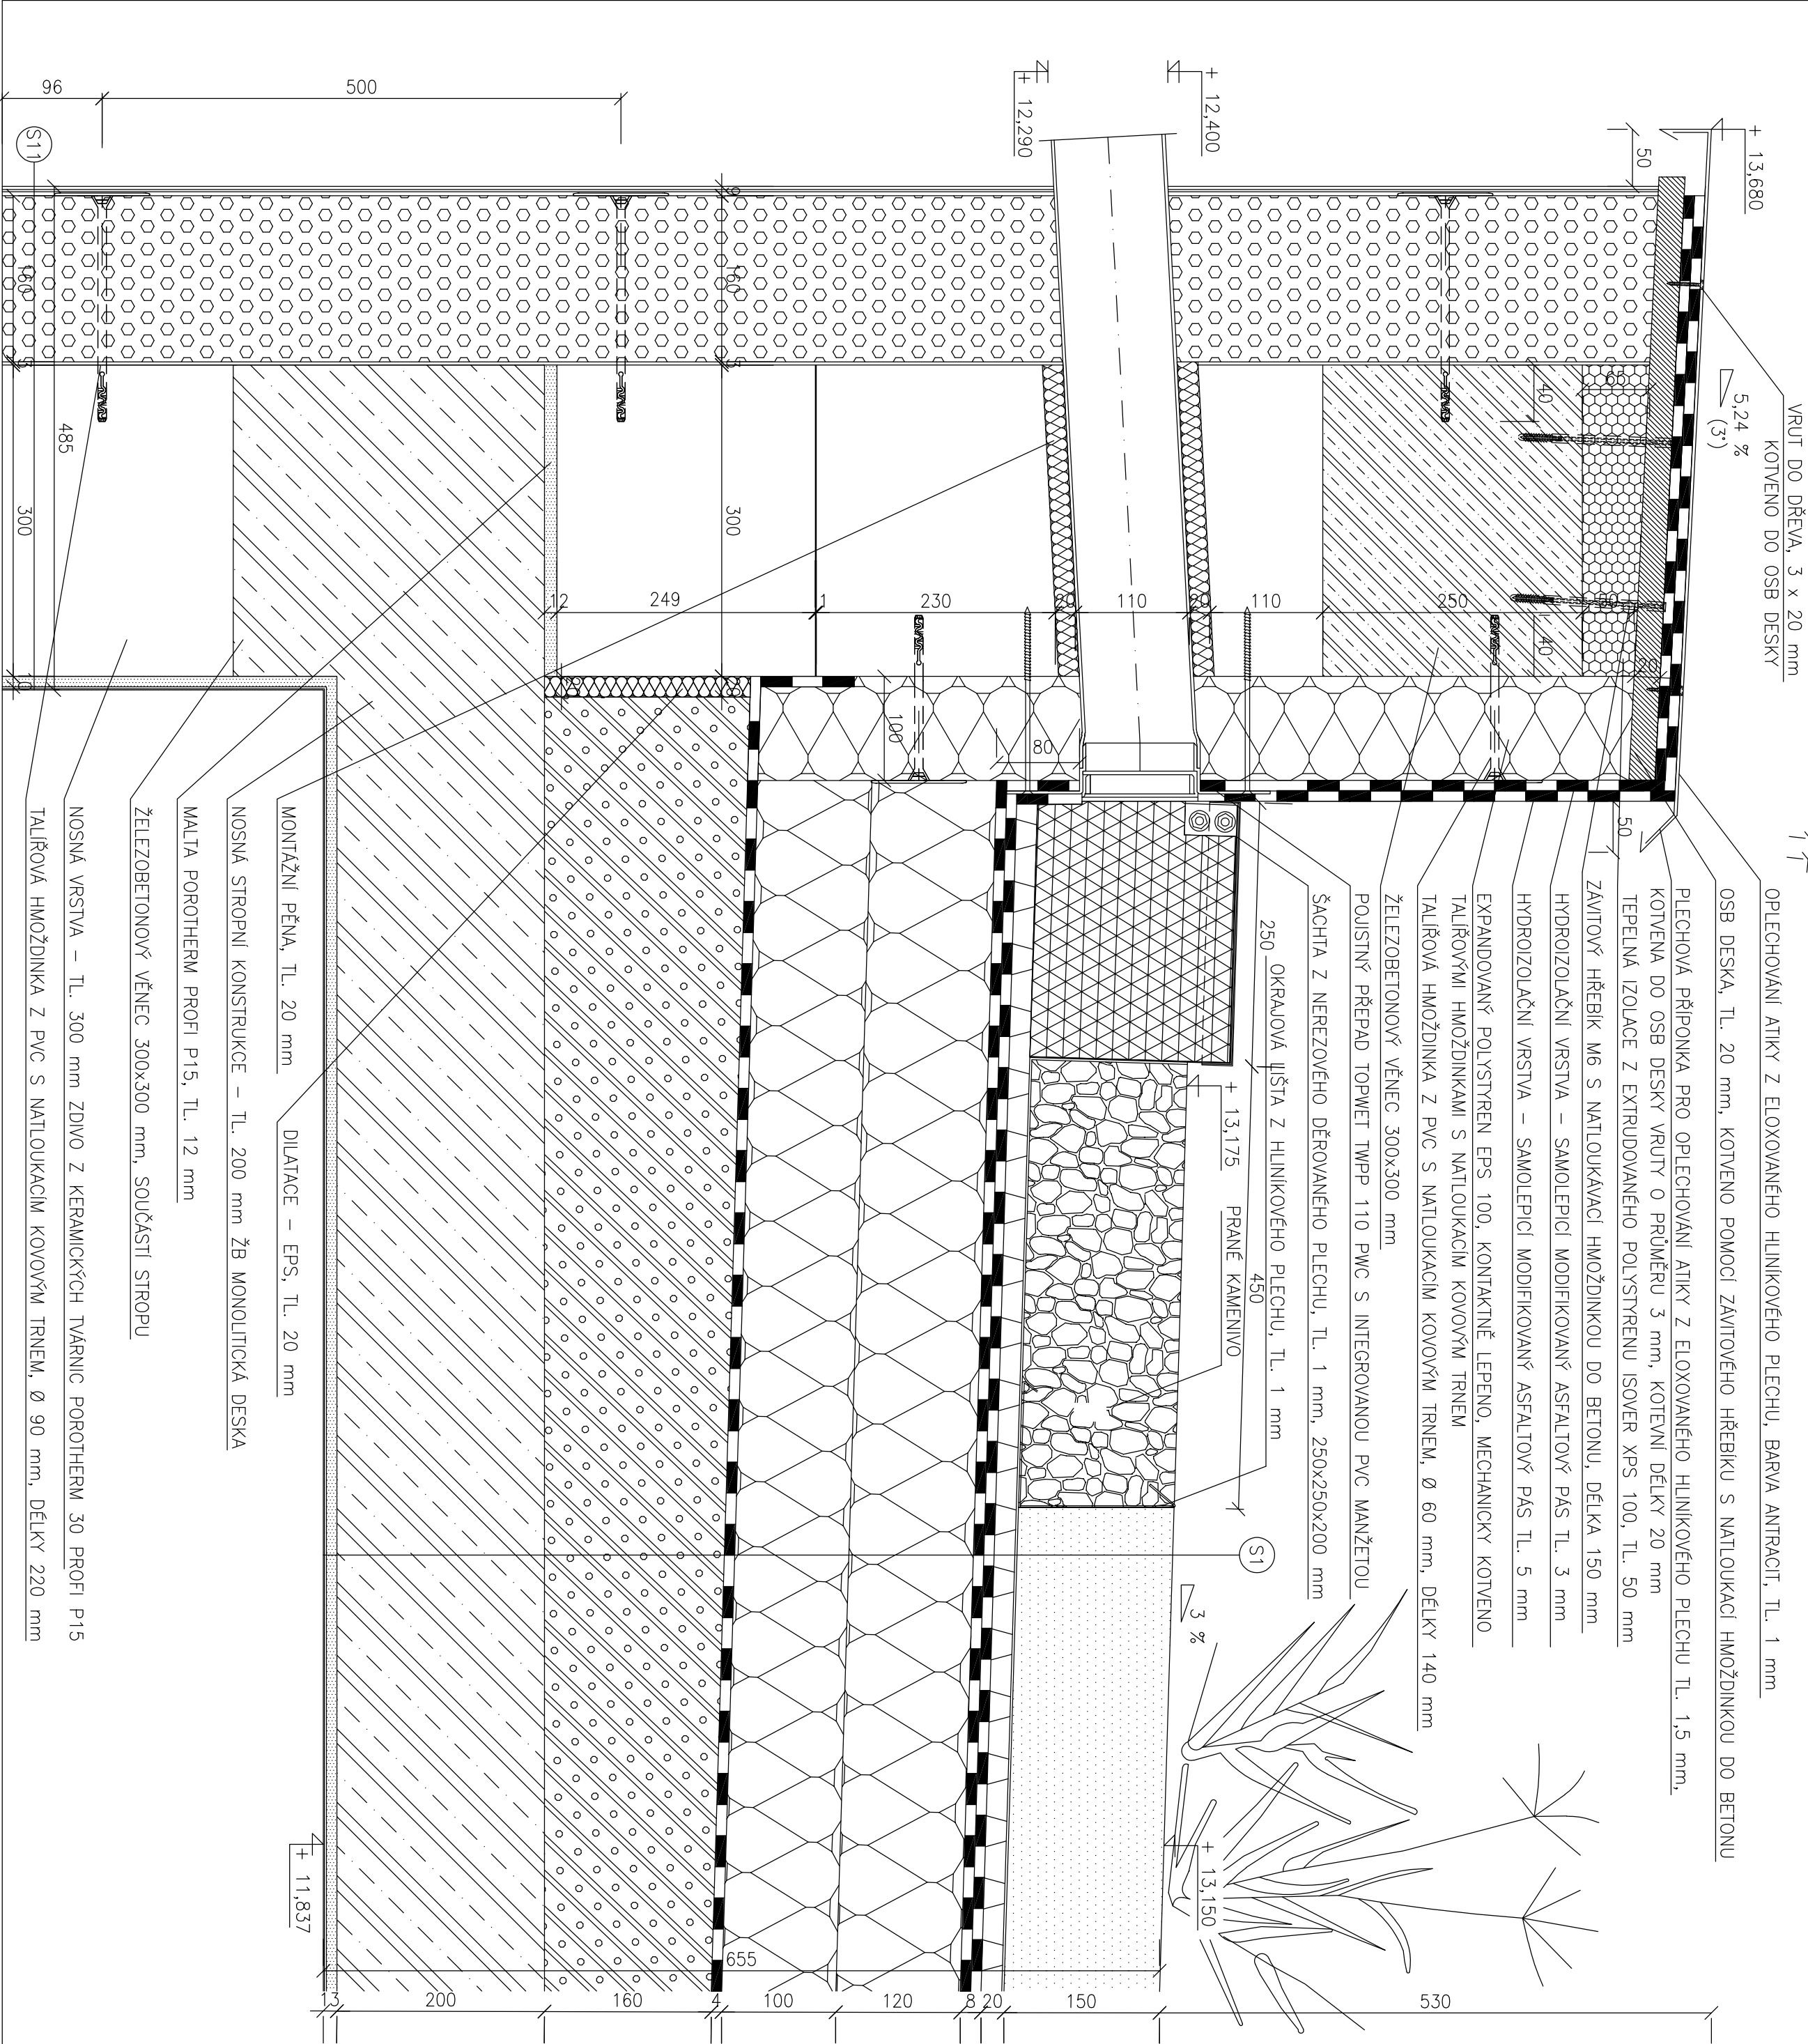 VRUT DO DŘEVA, 3 x 20 mm
KOTVENO DO OSB DESKY
5,24 %
(3°)
+ 13,680
50
+ 12,400
+ 12,290
500
96
S11
OPLECHOVÁNÍ ATIKY Z ELOXOVANÉHO HLINÍKOVÉHO PLECHU, BARVA ANTRACIT, TL. 1 mm
OSB DESKA, TL. 20 mm, KOTVENO POMOCÍ ZÁVITOVÉHO HŘEBÍKU S NATLOUKACÍ HMOŽDINKOU DO BETONU
PLECHOVÁ PŘÍPONKA PRO OPLECHOVÁNÍ ATIKY Z ELOXOVANÉHO HLINÍKOVÉHO PLECHU TL. 1,5 mm,
KOTVENA DO OSB DESKY VRUTY O PRŮMĚRU 3 mm, KOTEVNÍ DÉLKY 20 mm
TEPELNÁ IZOLACE Z EXTRUDOVANÉHO POLYSTYRENU ISOVER XPS 100, TL. 50 mm
ZÁVITOVÝ HŘEBÍK M6 S NATLOUKÁVACÍ HMOŽDINKOU DO BETONU, DÉLKA 150 mm
HYDROIZOLAČNÍ VRSTVA – SAMOLEPICÍ MODIFIKOVANÝ ASFALTOVÝ PÁS TL. 3 mm
HYDROIZOLAČNÍ VRSTVA – SAMOLEPICÍ MODIFIKOVANÝ ASFALTOVÝ PÁS TL. 5 mm
EXPANDOVANÝ POLYSTYREN EPS 100, KONTAKTNĚ LEPENO, MECHANICKY KOTVENO
TALÍŘOVÝMI HMOŽDINKAMI S NATLOUKACÍM KOVOVÝM TRNEM
TALÍŘOVÁ HMOŽDINKA Z PVC S NATLOUKACÍM KOVOVÝM TRNEM, Ø 60 mm, DÉLKY 140 mm
ŽELEZOBETONOVÝ VĚNEC 300x300 mm
POJISTNÝ PŘEPAD TOPWET TWPP 110 PWC S INTEGROVANOU PVC MANŽETOU
ŠACHTA Z NEREZOVÉHO DĚROVANÉHO PLECHU, TL. 1 mm, 250x250x200 mm
OKRAJOVÁ LIŠTA Z HLINÍKOVÉHO PLECHU, TL. 1 mm
250
450
+ 13,175
PRANÉ KAMENIVO
S1
3 %
+ 13,150
+ 11,837
65
40
40
20
50
12
249
1
230
20
110
20
110
250
50
100
80
9
160
3
300
20
20
160
3
485
300
10
655
13
200
160
4
100
120
8
20
150
530
MONTÁŽNÍ PĚNA, TL. 20 mm
DILATACE – EPS, TL. 20 mm
NOSNÁ STROPNÍ KONSTRUKCE – TL. 200 mm ŽB MONOLITICKÁ DESKA
MALTA POROTHERM PROFI P15, TL. 12 mm
ŽELEZOBETONOVÝ VĚNEC 300x300 mm, SOUČÁSTÍ STROPU
NOSNÁ VRSTVA – TL. 300 mm ZDIVO Z KERAMICKÝCH TVÁRNIC POROTHERM 30 PROFI P15
TALÍŘOVÁ HMOŽDINKA Z PVC S NATLOUKACÍM KOVOVÝM TRNEM, Ø 90 mm, DÉLKY 220 mm